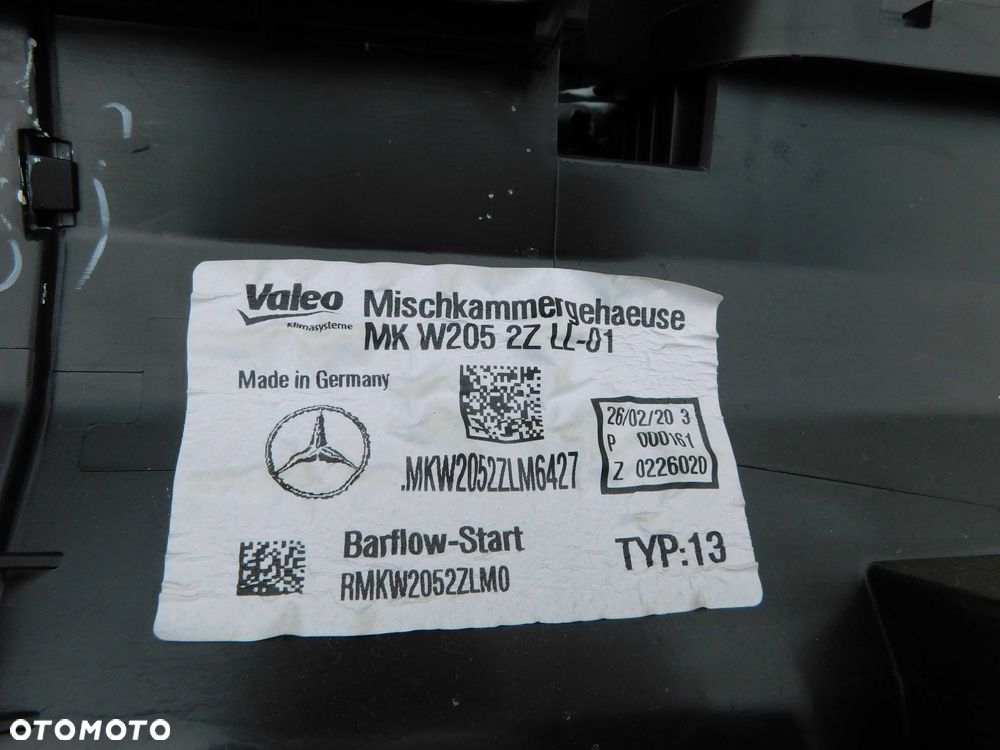 Valeo
Klimasysteme
Mischkammergehaeuse
MK W205 2Z LL-01
Made in Germany
.MKW2052ZLM6427
26/02/20 3
P 000161
Z 0226020
Barflow-Start
RMKW2052ZLM0
TYP:13
OTOMOTO